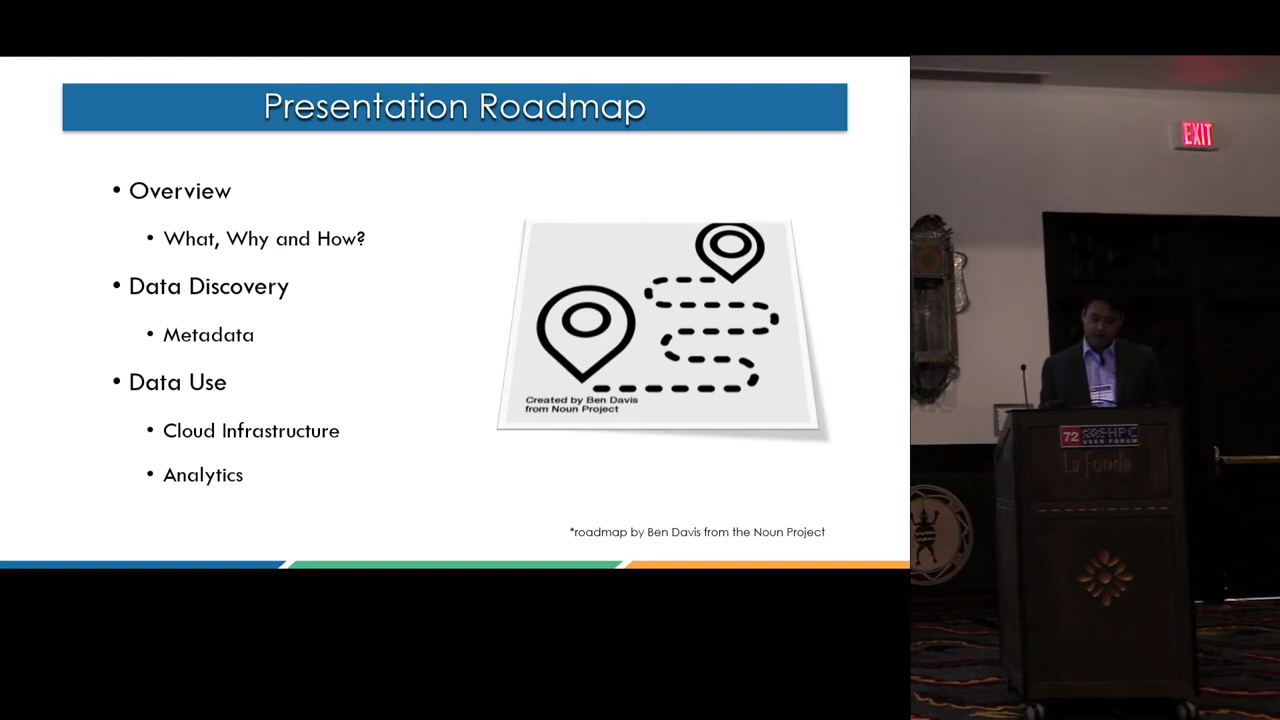 Presentation Roadmap
• Overview
• What, Why and How?
• Data Discovery
• Metadata
• Data Use
• Cloud Infrastructure
• Analytics
Created by Ben Davis
from Noun Project
*roadmap by Ben Davis from the Noun Project
EXIT
72 HPC
USER FORUM
La Fonda